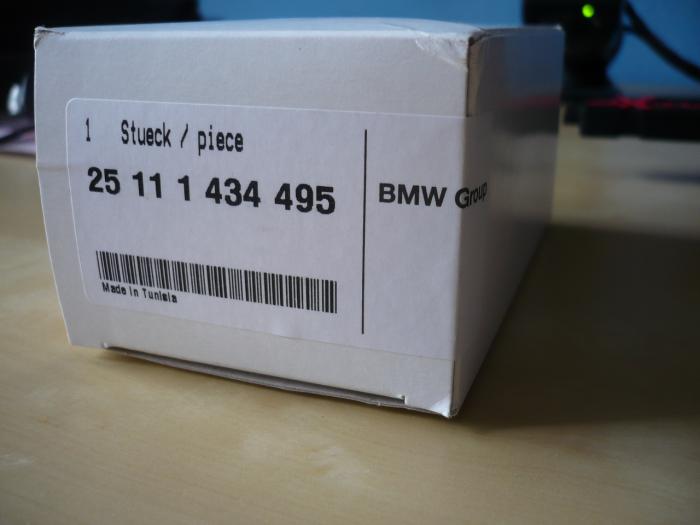 1 Stueck / piece
25 11 1 434 495
BMW Group
Made in Tunisia